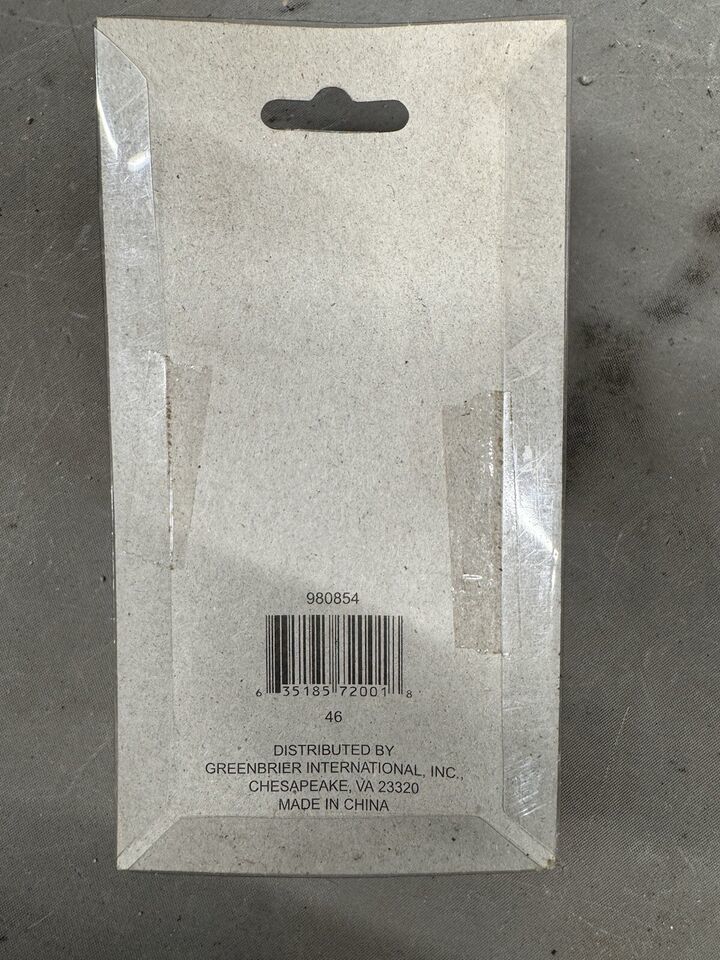 980854
6 35185 72001 8
46
DISTRIBUTED BY
GREENBRIER INTERNATIONAL, INC.,
CHESAPEAKE, VA 23320
MADE IN CHINA